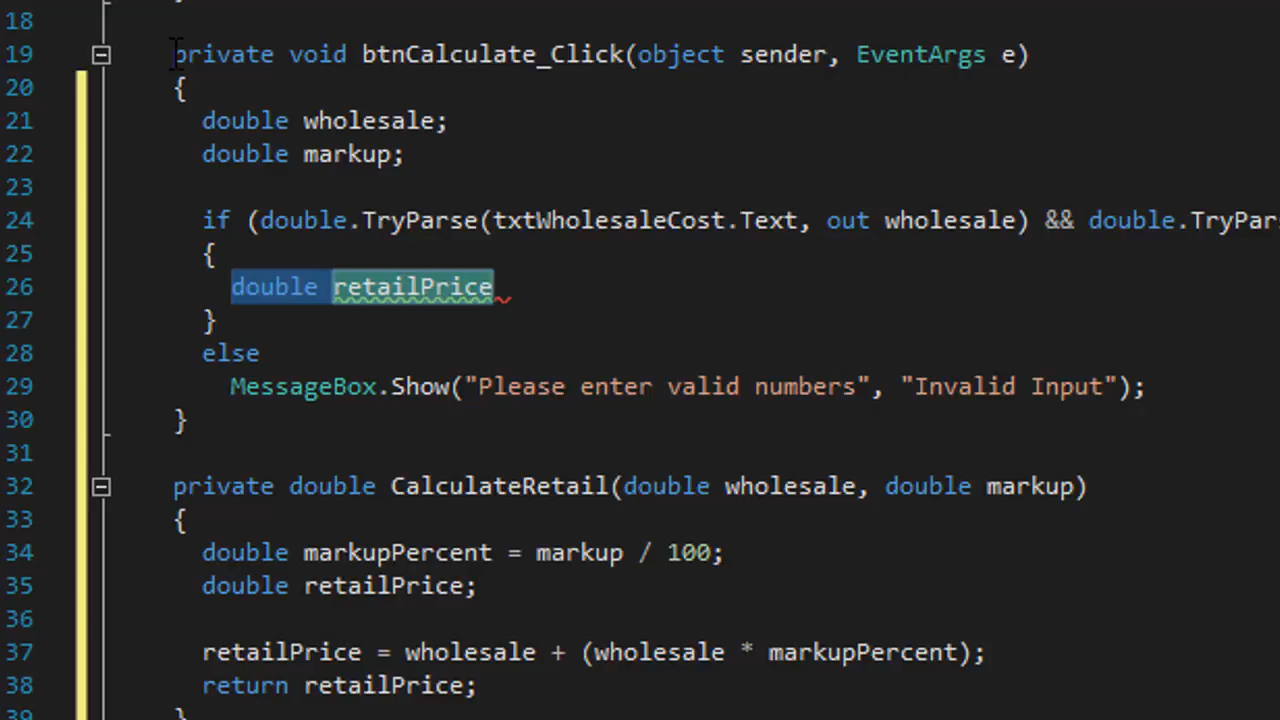 18
19 private void btnCalculate_Click(object sender, EventArgs e)
20 {
21 double wholesale;
22 double markup;
23
24 if (double.TryParse(txtWholesaleCost.Text, out wholesale) && double.TryPar
25 {
26 double retailPrice
27 }
28 else
29 MessageBox.Show("Please enter valid numbers", "Invalid Input");
30 }
31
32 private double CalculateRetail(double wholesale, double markup)
33 {
34 double markupPercent = markup / 100;
35 double retailPrice;
36
37 retailPrice = wholesale + (wholesale * markupPercent);
38 return retailPrice;
39 }